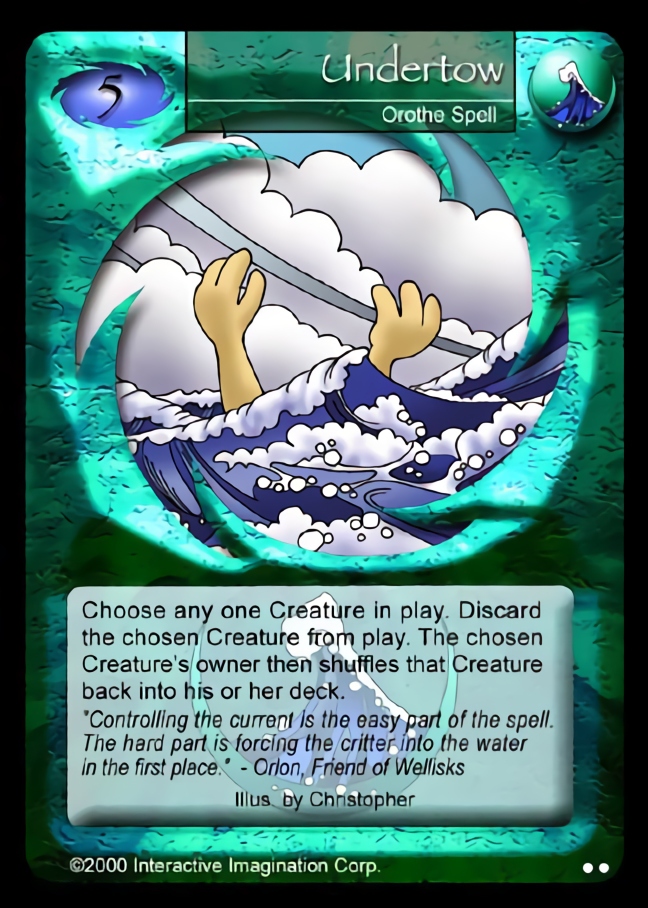 5
Undertow
Orothe Spell
Choose any one Creature in play. Discard
the chosen Creature from play. The chosen
Creature's owner then shuffles that Creature
back into his or her deck.
"Controlling the current is the easy part of the spell.
The hard part is forcing the critter into the water
in the first place." - Orlon, Friend of Wellisks
Illus. by Christopher
©2000 Interactive Imagination Corp.